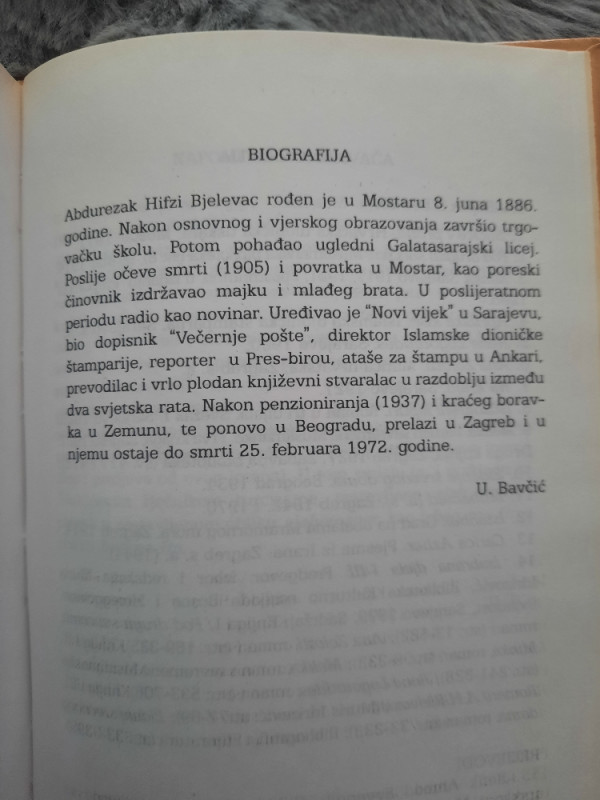 BIOGRAFIJA
Abdurezak Hifzi Bjelevac rođen je u Mostaru 8. juna 1886.
godine. Nakon osnovnog i vjerskog obrazovanja završio trgo-
vačku školu. Potom pohađao ugledni Galatasarajski licej.
Poslije očeve smrti (1905) i povratka u Mostar, kao poreski
činovnik izdržavao majku i mlađeg brata. U poslijeratnom
periodu radio kao novinar. Uređivao je “Novi vijek” u Sarajevu,
bio dopisnik “Večernje pošte”, direktor Islamske dioničke
štamparije, reporter u Pres-birou, ataše za štampu u Ankari,
prevodilac i vrlo plodan književni stvaralac u razdoblju između
dva svjetska rata. Nakon penzioniranja (1937) i kraćeg borav-
ka u Zemunu, te ponovo u Beogradu, prelazi u Zagreb i u
njemu ostaje do smrti 25. februara 1972. godine.
U. Bavčić